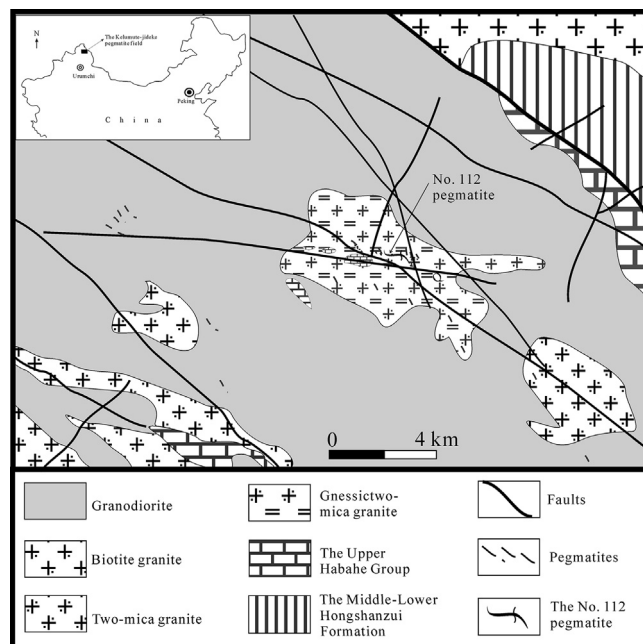 N
The Kelumute-jideke
pegmatite field
Urumchi
Peking
China
No. 112
pegmatite
0 4 km
Granodiorite
Gnessictwo-
mica granite
Faults
Biotite granite
The Upper
Habahe Group
Pegmatites
Two-mica granite
The Middle-Lower
Hongshanzui
Formation
The No. 112
pegmatite